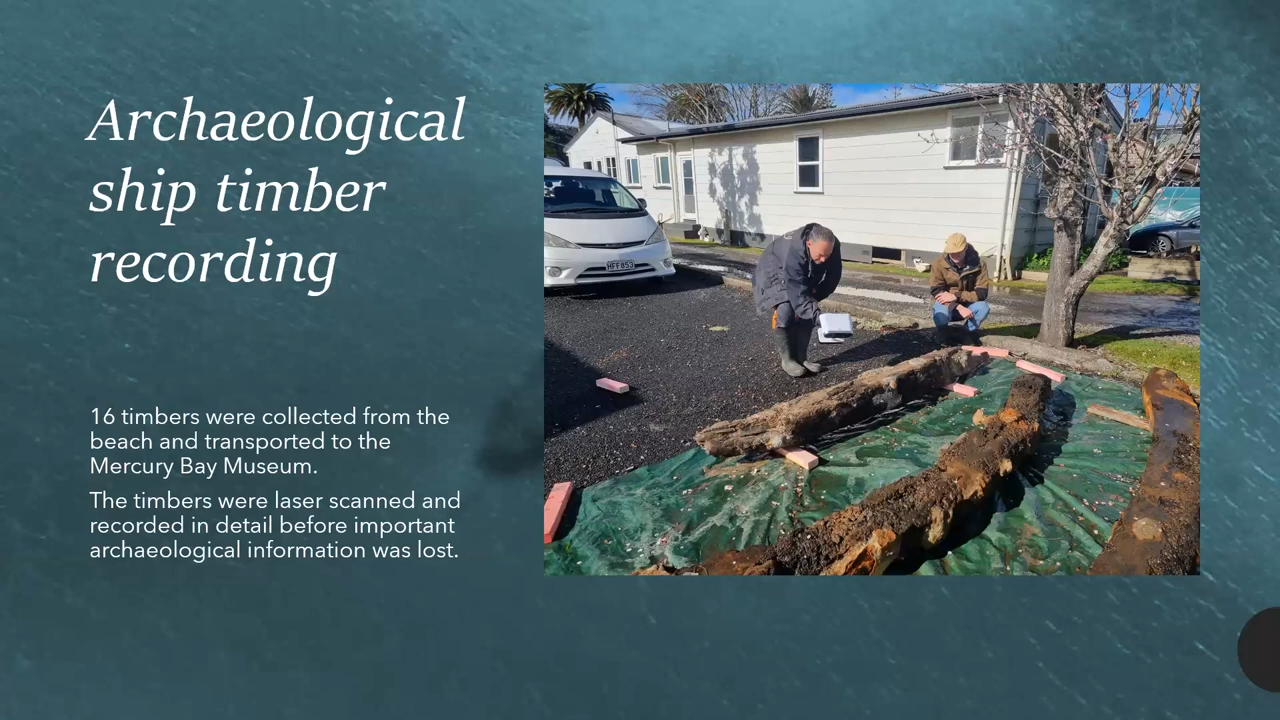 Archaeological
ship timber
recording
16 timbers were collected from the
beach and transported to the
Mercury Bay Museum.
The timbers were laser scanned and
recorded in detail before important
archaeological information was lost.
HFF853